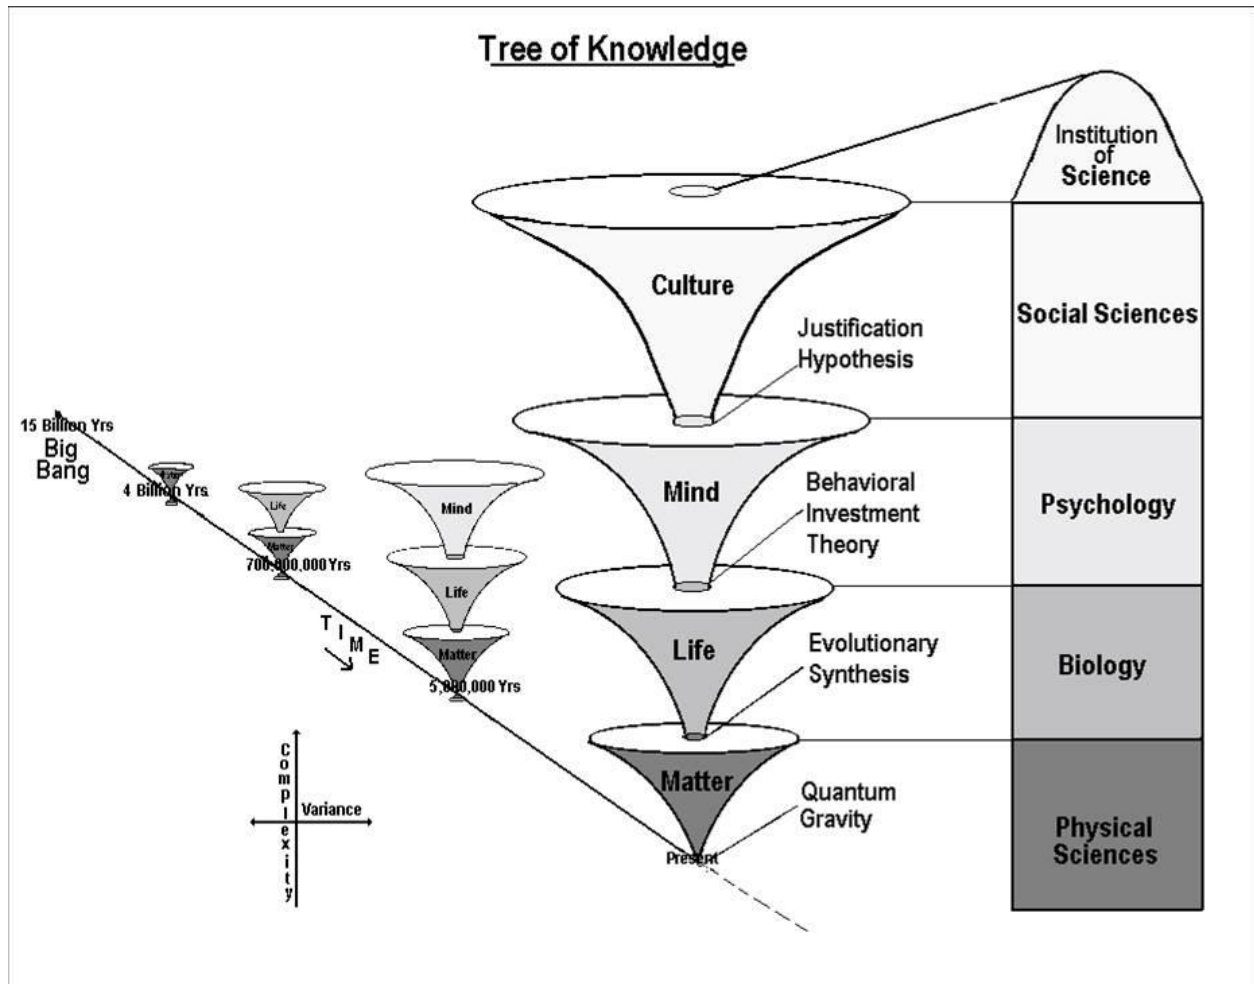 Tree of Knowledge
Institution
of
Science
Culture
Social Sciences
Justification
Hypothesis
15 Billion Yrs
Big
Bang
4 Billion Yrs.
Life
Matter
700,000,000 Yrs
Mind
Life
Matter
5,000,000 Yrs
T I M E
Mind
Behavioral
Investment
Theory
Psychology
Life
Evolutionary
Synthesis
Biology
Matter
Quantum
Gravity
Physical
Sciences
Present
Complexity
Variance